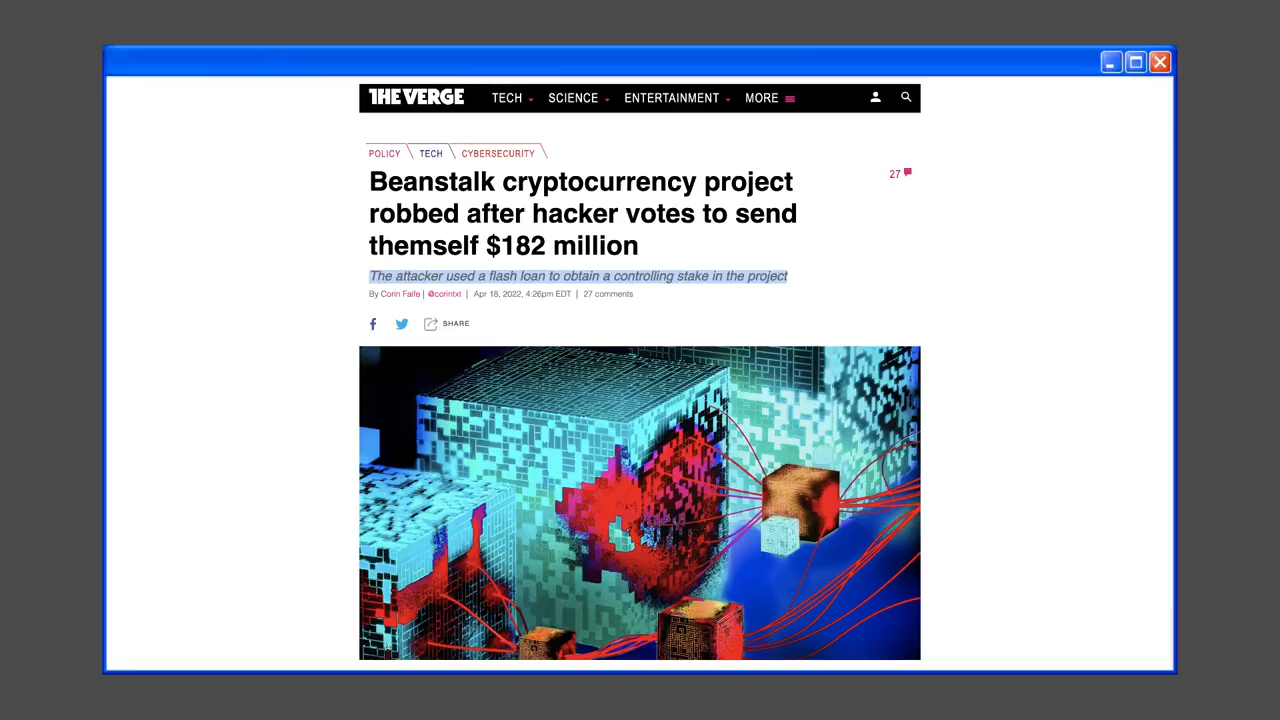 THE VERGE TECH SCIENCE ENTERTAINMENT MORE
POLICY TECH CYBERSECURITY
Beanstalk cryptocurrency project
27
robbed after hacker votes to send
themself $182 million
The attacker used a flash loan to obtain a controlling stake in the project
By Corin Faife | @corintxt | Apr 18, 2022, 4:26pm EDT | 27 comments
SHARE